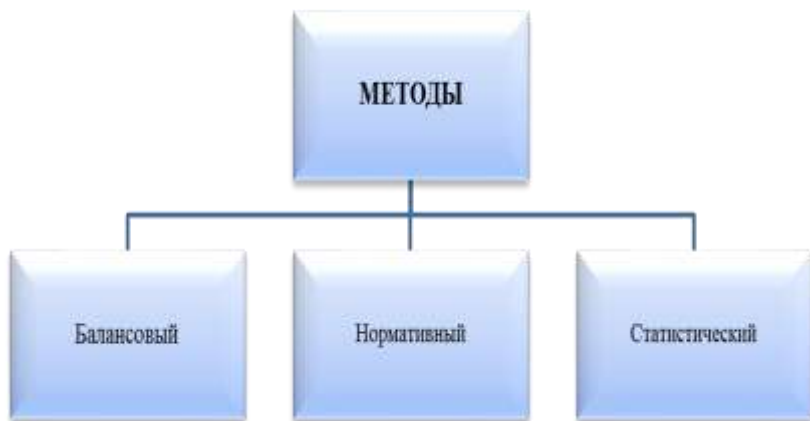 МЕТОДЫ
Балансовый
Нормативный
Статистический